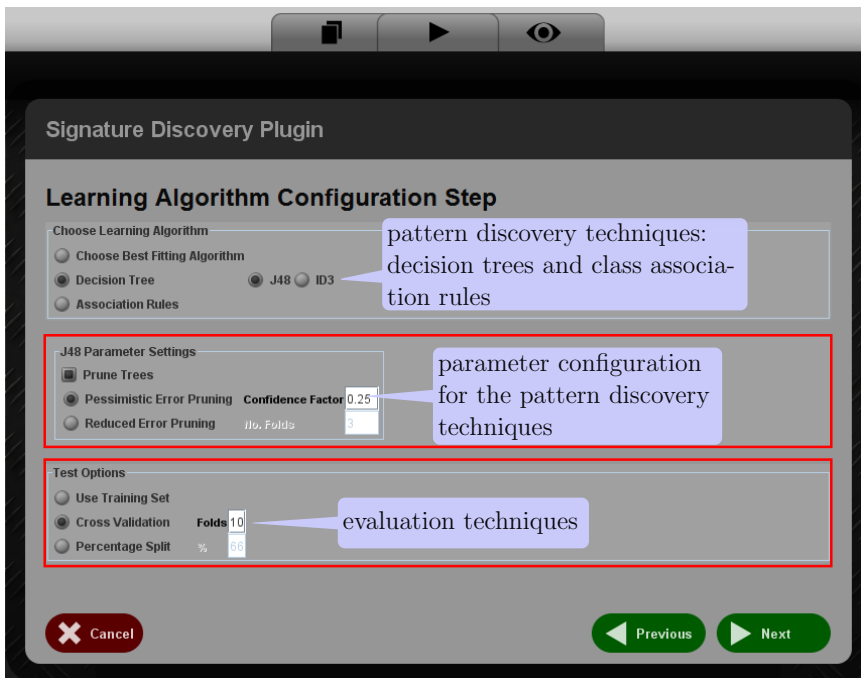 Signature Discovery Plugin
Learning Algorithm Configuration Step
Choose Learning Algorithm
Choose Best Fitting Algorithm
Decision Tree J48 ID3
Association Rules
pattern discovery techniques:
decision trees and class associa-
tion rules
J48 Parameter Settings
Prune Trees
Pessimistic Error Pruning Confidence Factor 0.25
Reduced Error Pruning No. Folds 3
parameter configuration
for the pattern discovery
techniques
Test Options
Use Training Set
Cross Validation Folds 10
Percentage Split % 66
evaluation techniques
Cancel
Previous
Next